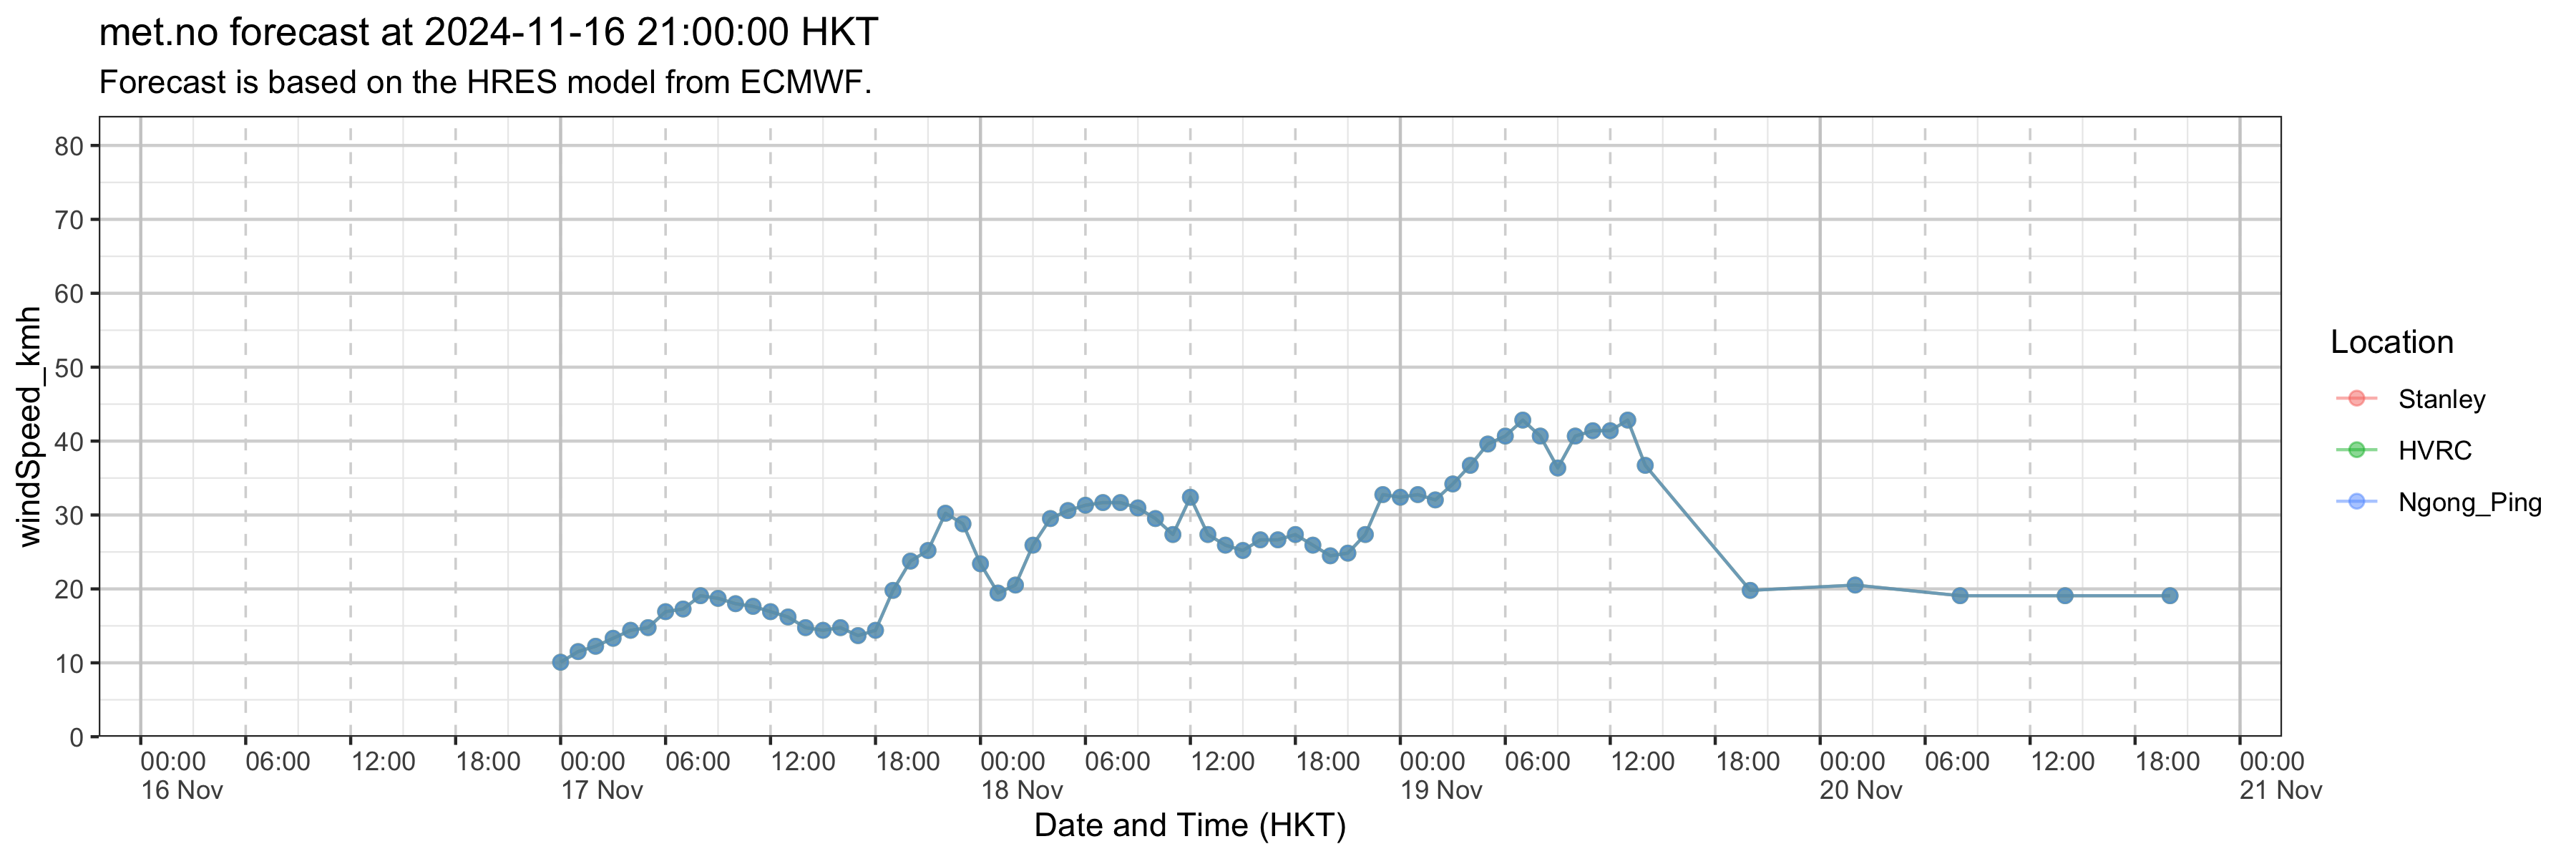 met.no forecast at 2024-11-16 21:00:00 HKT
Forecast is based on the HRES model from ECMWF.
windSpeed_kmh
80
70
60
50
40
30
20
10
0
00:00 06:00 12:00 18:00 00:00 06:00 12:00 18:00 00:00 06:00 12:00 18:00 00:00 06:00 12:00 18:00 00:00 06:00 12:00 18:00 00:00
16 Nov 17 Nov 18 Nov 19 Nov 20 Nov 21 Nov
Date and Time (HKT)
Location
Stanley
HVRC
Ngong_Ping